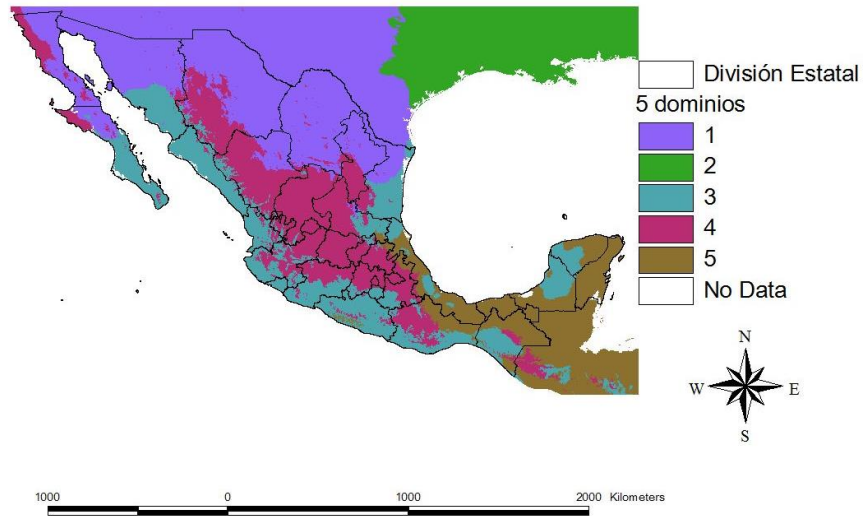 División Estatal
5 dominios
1
2
3
4
5
No Data
N
W E
S
1000 0 1000 2000 Kilometers